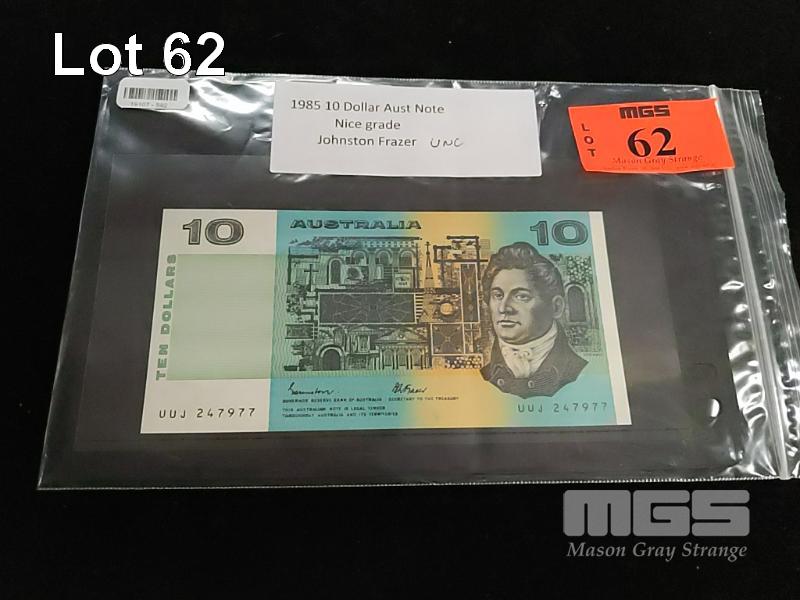 Lot 62
1985 10 Dollar Aust Note
Nice grade
Johnston Frazer UNC
MGS
LOT
62
Mason Gray Strange
10 AUSTRALIA 10
TEN DOLLARS
GOVERNOR RESERVE BANK OF AUSTRALIA SECRETARY TO THE TREASURY
THIS AUSTRALIAN NOTE IS LEGAL TENDER
THROUGHOUT AUSTRALIA AND ITS TERRITORIES
UUJ 247977
UUJ 247977
MGS
Mason Gray Strange